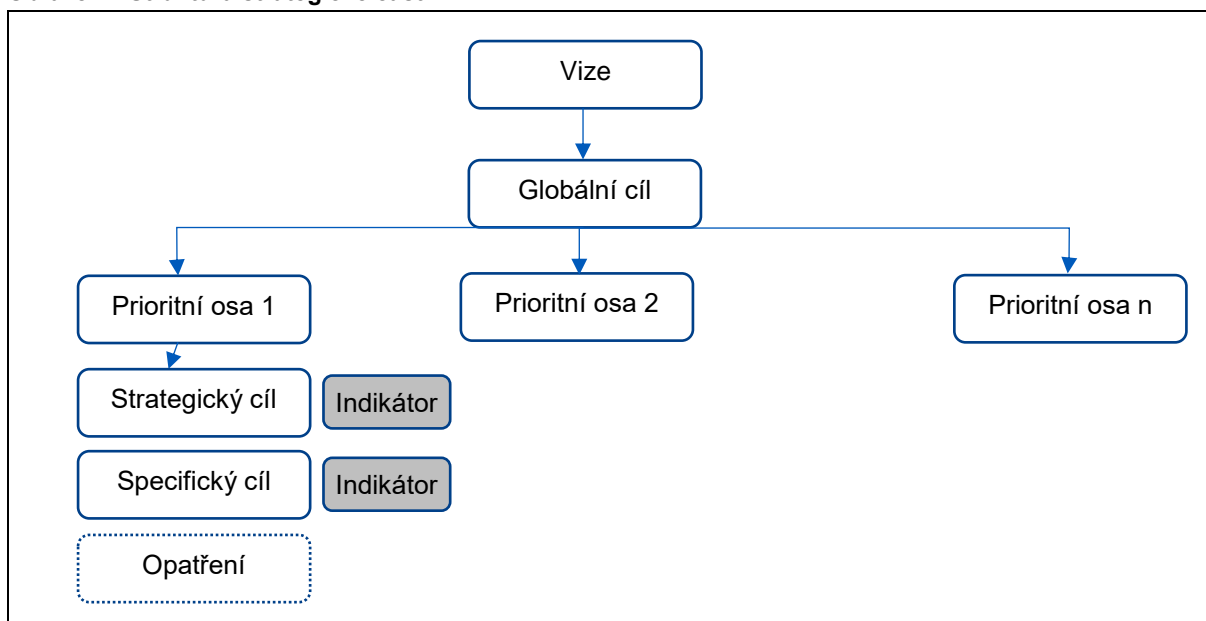 Vize
Globální cíl
Prioritní osa 1
Prioritní osa 2
Prioritní osa n
Strategický cíl
Indikátor
Specifický cíl
Indikátor
Opatření